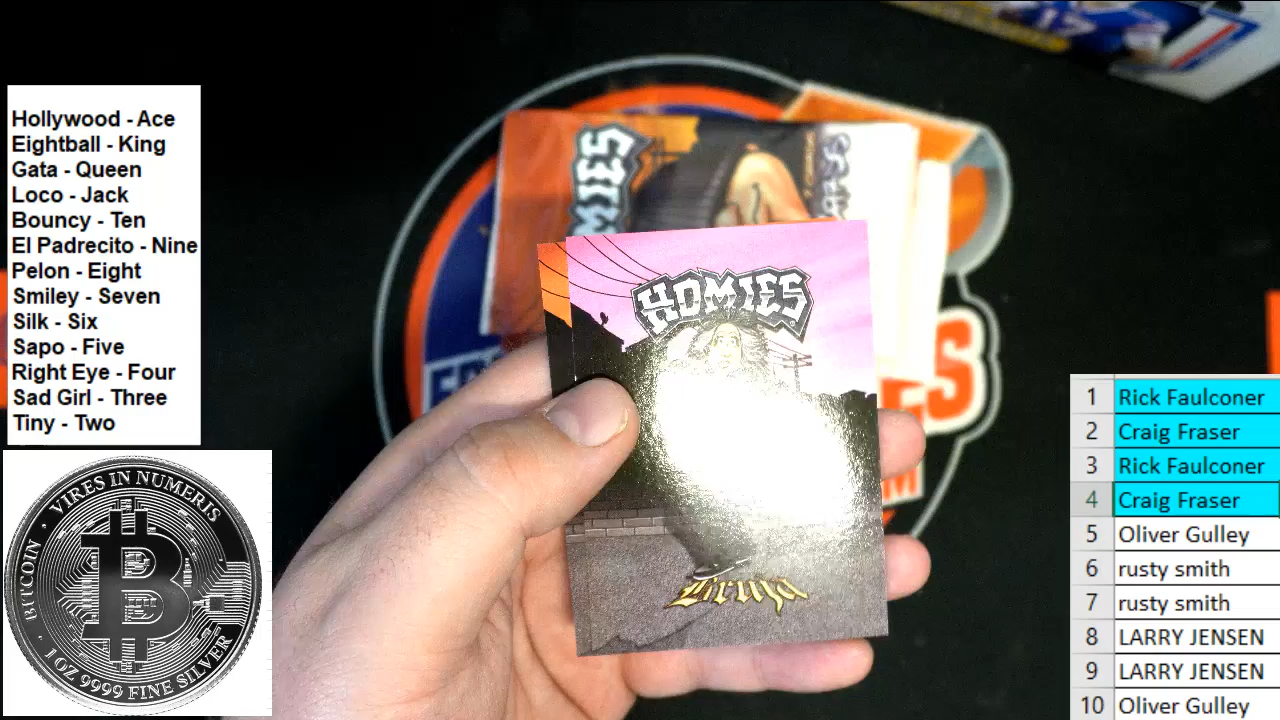 Hollywood - Ace
Eightball - King
Gata - Queen
Loco - Jack
Bouncy - Ten
El Padrecito - Nine
Pelon - Eight
Smiley - Seven
Silk - Six
Sapo - Five
Right Eye - Four
Sad Girl - Three
Tiny - Two
VIRES IN NUMERIS
BITCOIN
1 OZ 9999 FINE SILVER
17
MIES
HOMIES
Bruja
1 Rick Faulconer
2 Craig Fraser
3 Rick Faulconer
4 Craig Fraser
5 Oliver Gulley
6 rusty smith
7 rusty smith
8 LARRY JENSEN
9 LARRY JENSEN
10 Oliver Gulley